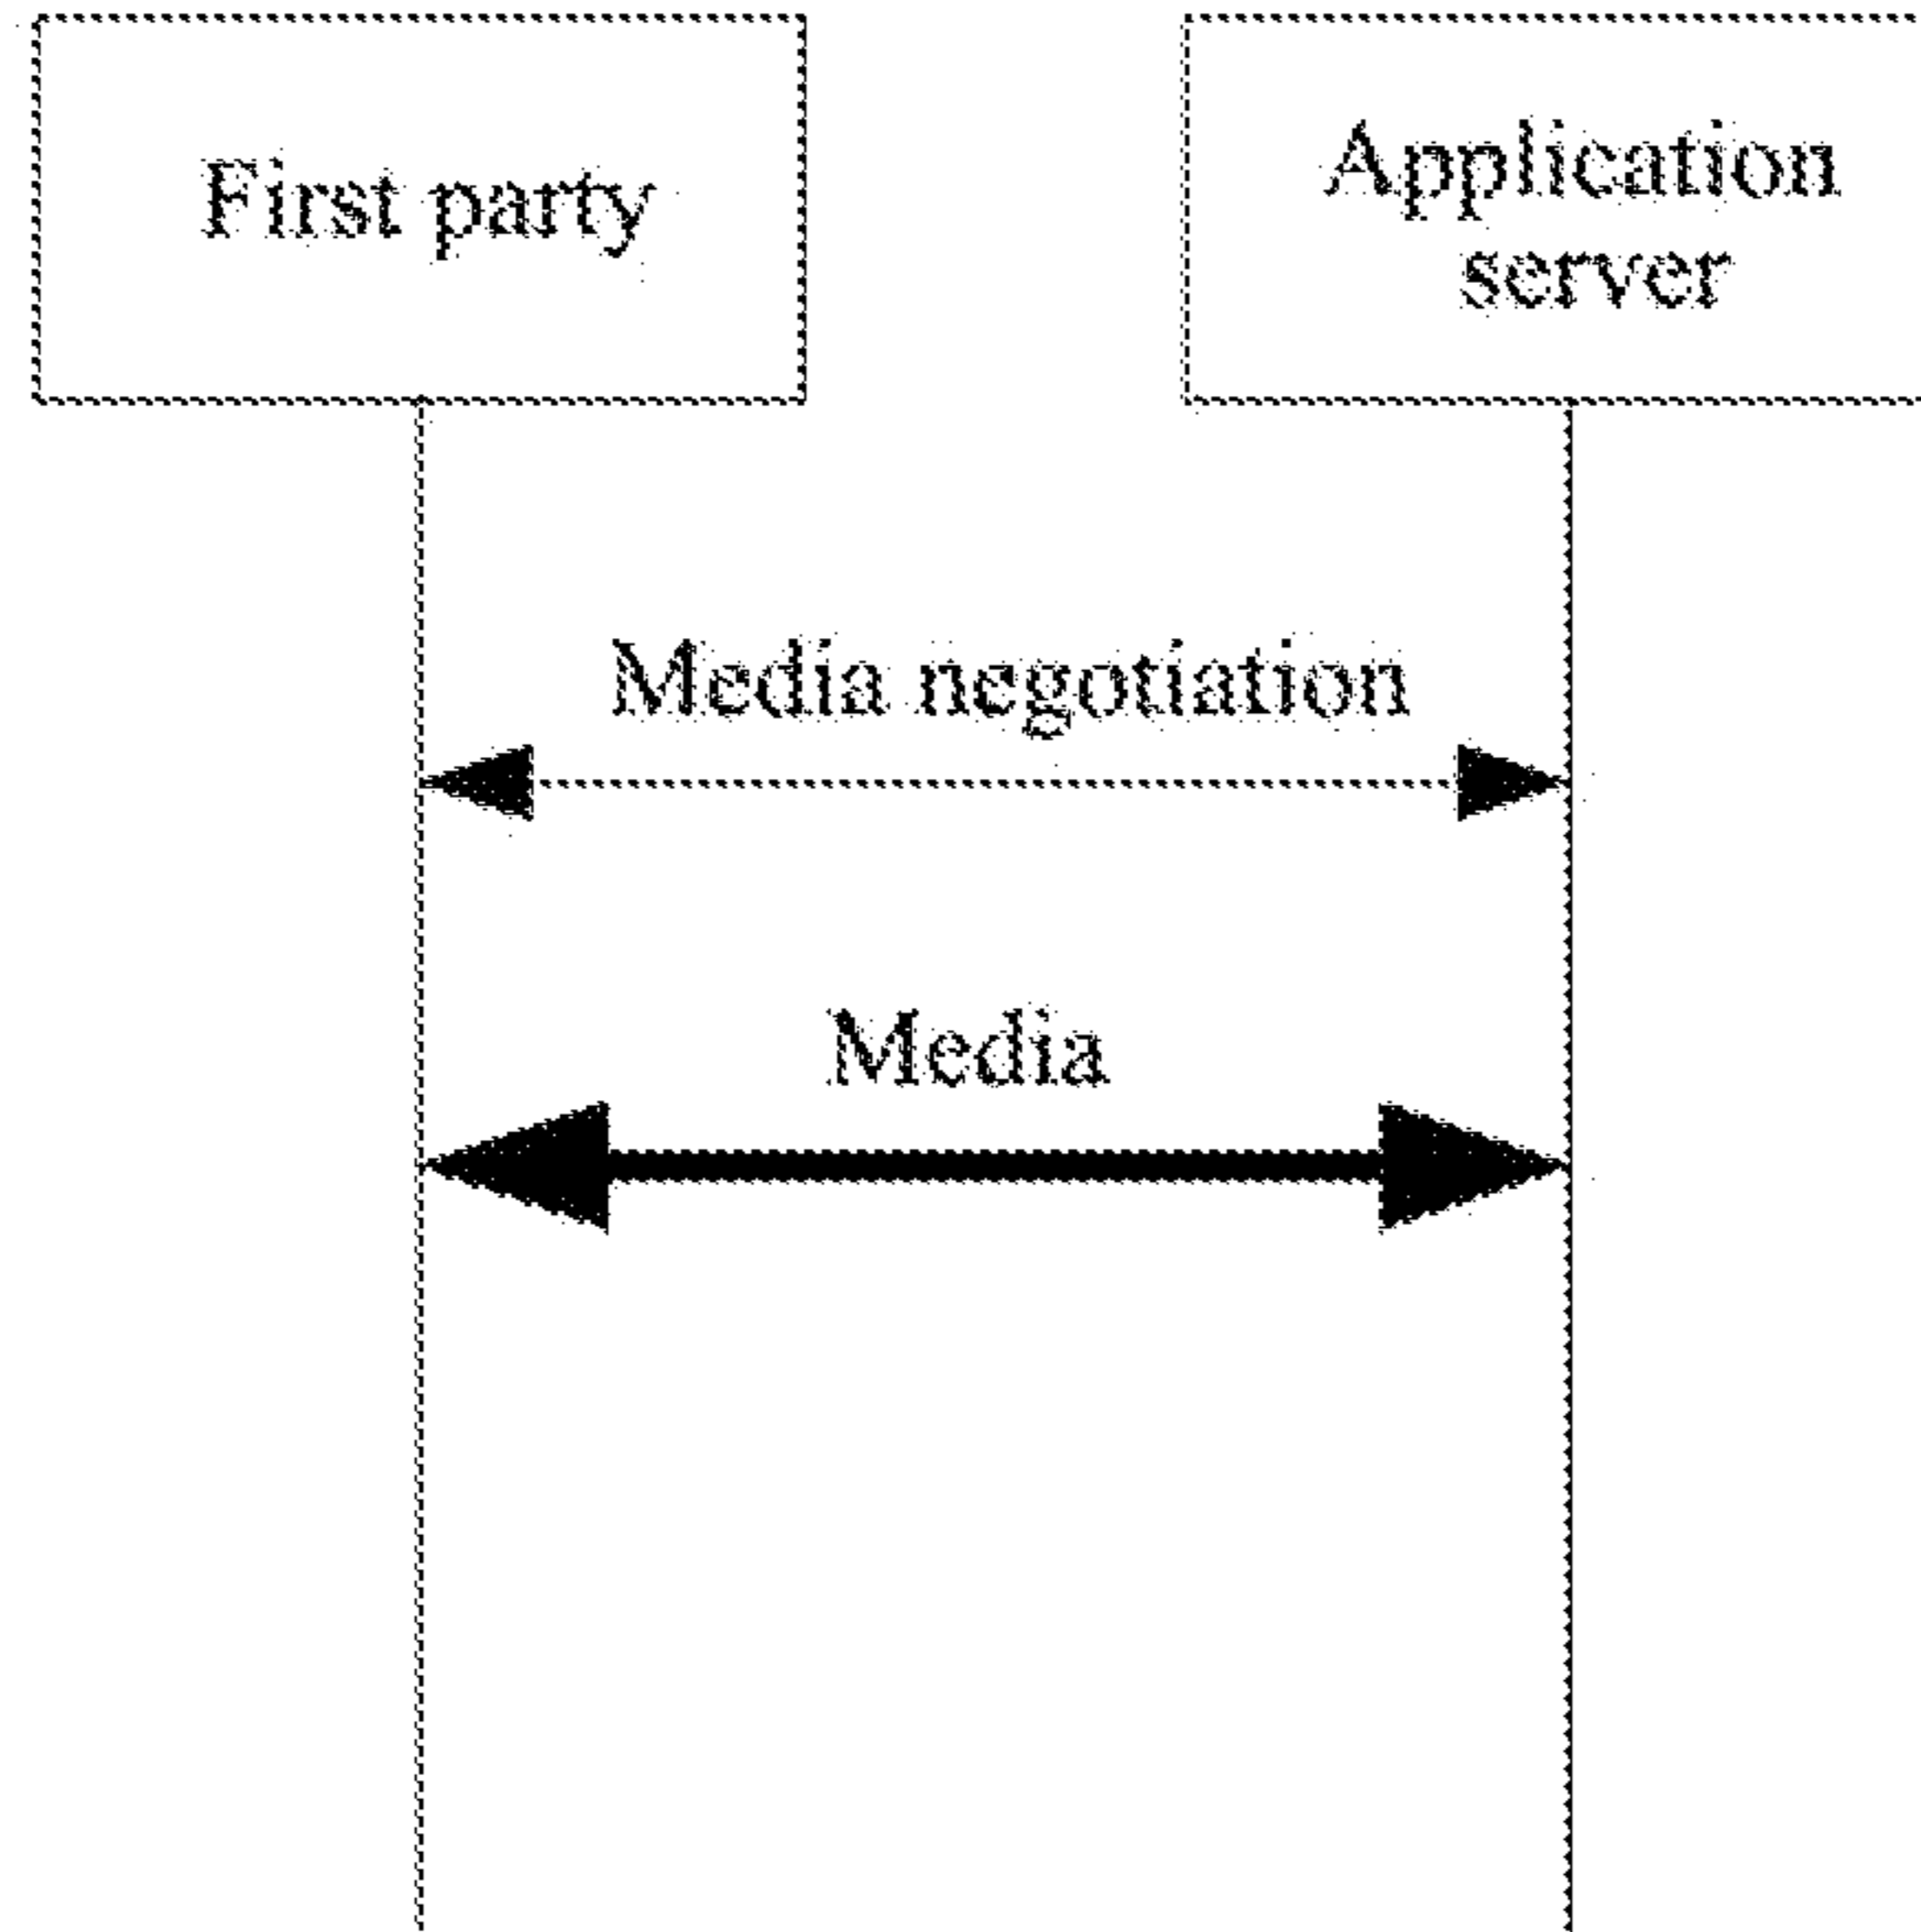 First party
Application
server
Media negotiation
Media